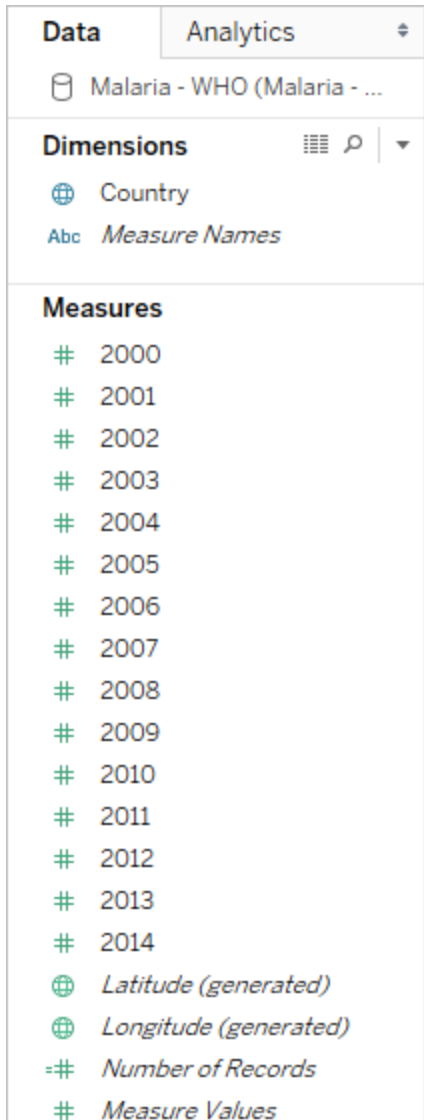 Data Analytics
Malaria - WHO (Malaria - ...
Dimensions
Country
Abc Measure Names
Measures
# 2000
# 2001
# 2002
# 2003
# 2004
# 2005
# 2006
# 2007
# 2008
# 2009
# 2010
# 2011
# 2012
# 2013
# 2014
Latitude (generated)
Longitude (generated)
=# Number of Records
# Measure Values